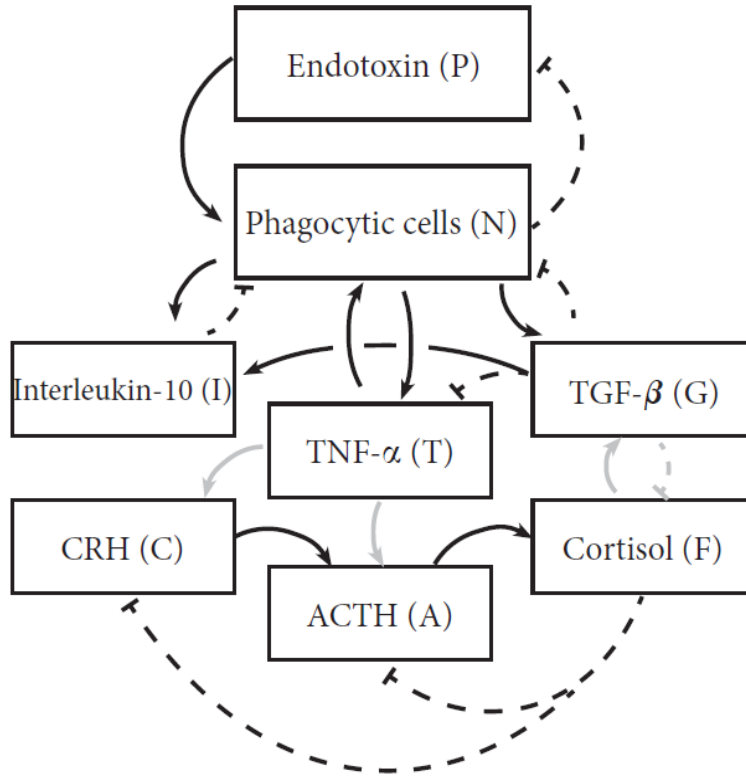 Endotoxin (P)
Phagocytic cells (N)
Interleukin-10 (I)
TGF-β (G)
TNF-α (T)
CRH (C)
Cortisol (F)
ACTH (A)